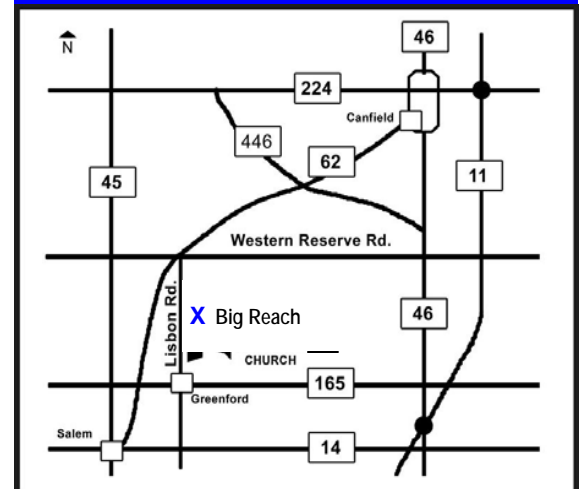 46
N
224
Canfield
446
62
45
11
Western Reserve Rd.
Lisbon Rd.
X Big Reach
46
CHURCH
165
Greenford
Salem
14